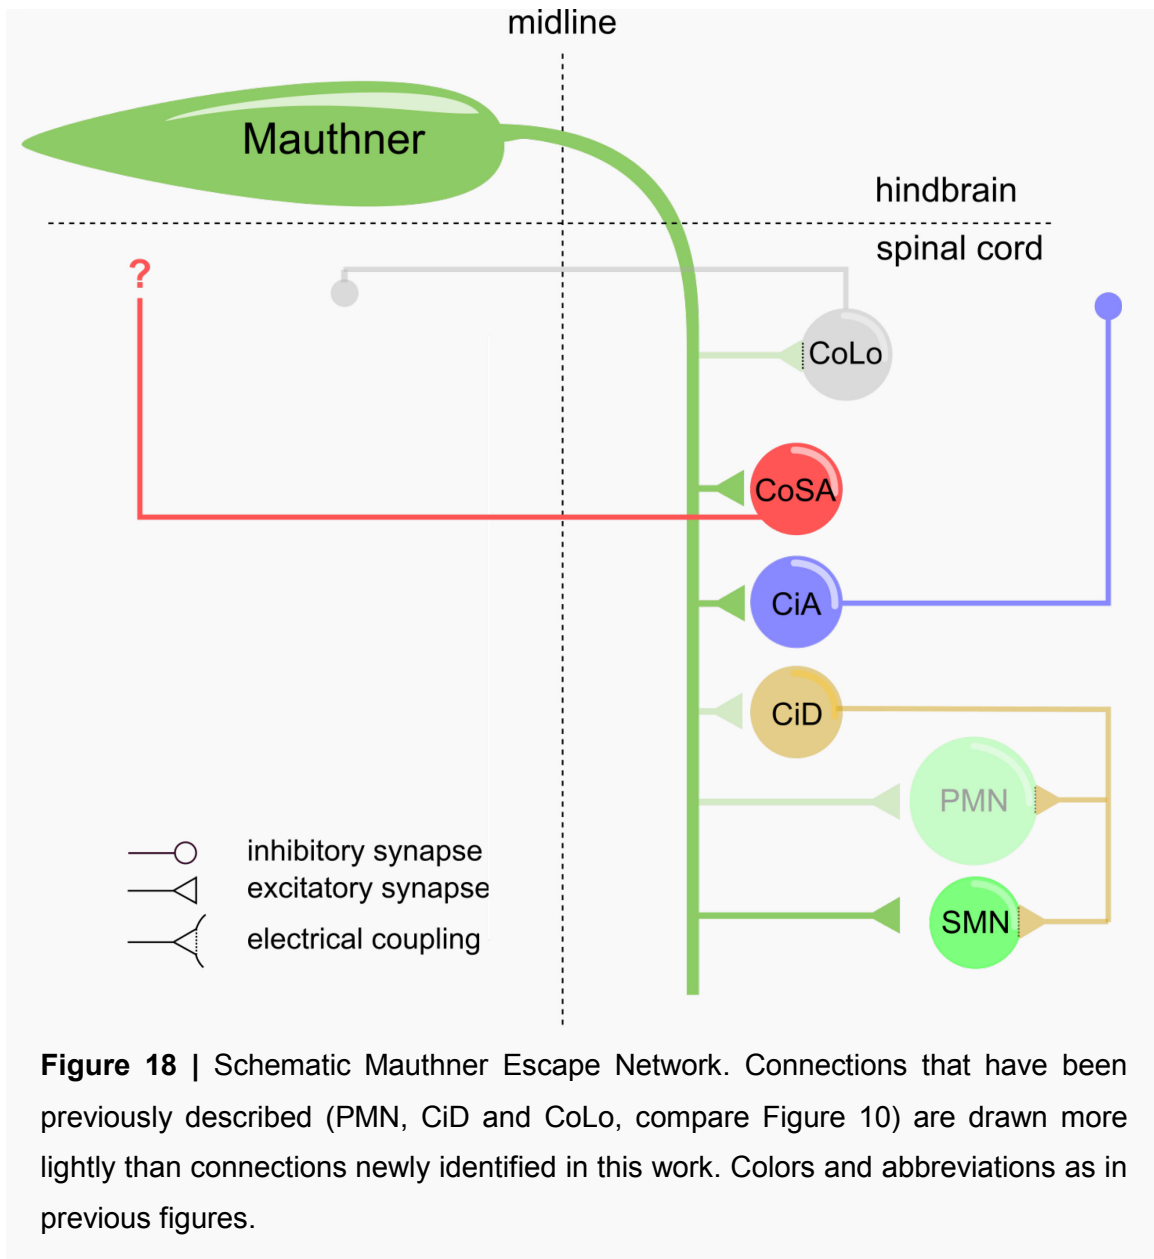 midline
Mauthner
hindbrain
spinal cord
?
CoLo
CoSA
CiA
CiD
PMN
SMN
inhibitory synapse
excitatory synapse
electrical coupling
Figure 18 | Schematic Mauthner Escape Network. Connections that have been
previously described (PMN, CiD and CoLo, compare Figure 10) are drawn more
lightly than connections newly identified in this work. Colors and abbreviations as in
previous figures.